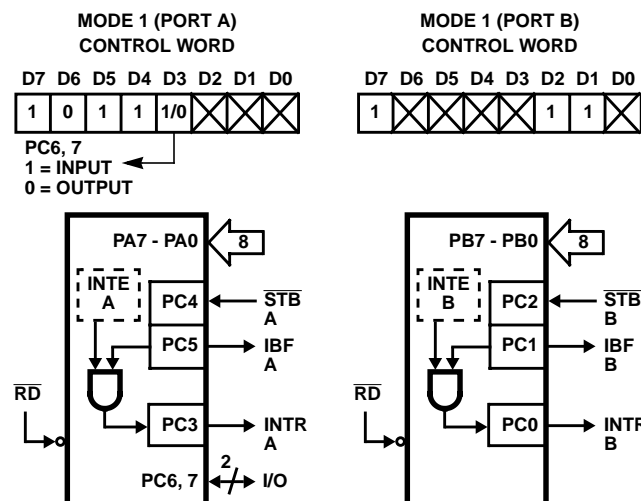 MODE 1 (PORT A)
CONTROL WORD
D7 D6 D5 D4 D3 D2 D1 D0
1 0 1 1 1/0
PC6, 7
1 = INPUT
0 = OUTPUT
PA7 - PA0
8
INTE
A
PC4
STB
A
PC5
IBF
A
RD
PC3
INTR
A
PC6, 7
2
I/O
MODE 1 (PORT B)
CONTROL WORD
D7 D6 D5 D4 D3 D2 D1 D0
1 1 1
PB7 - PB0
8
INTE
B
PC2
STB
B
PC1
IBF
B
RD
PC0
INTR
B